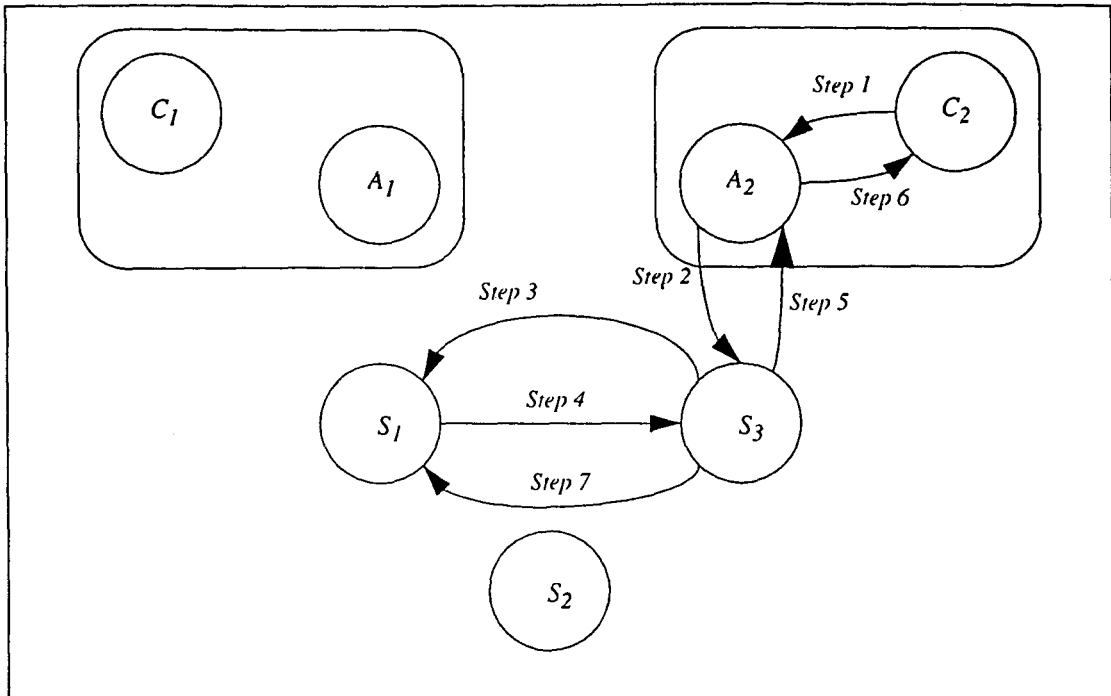 C1
A1
Step 1
C2
A2
Step 6
Step 2
Step 3
Step 5
S1
Step 4
S3
Step 7
S2